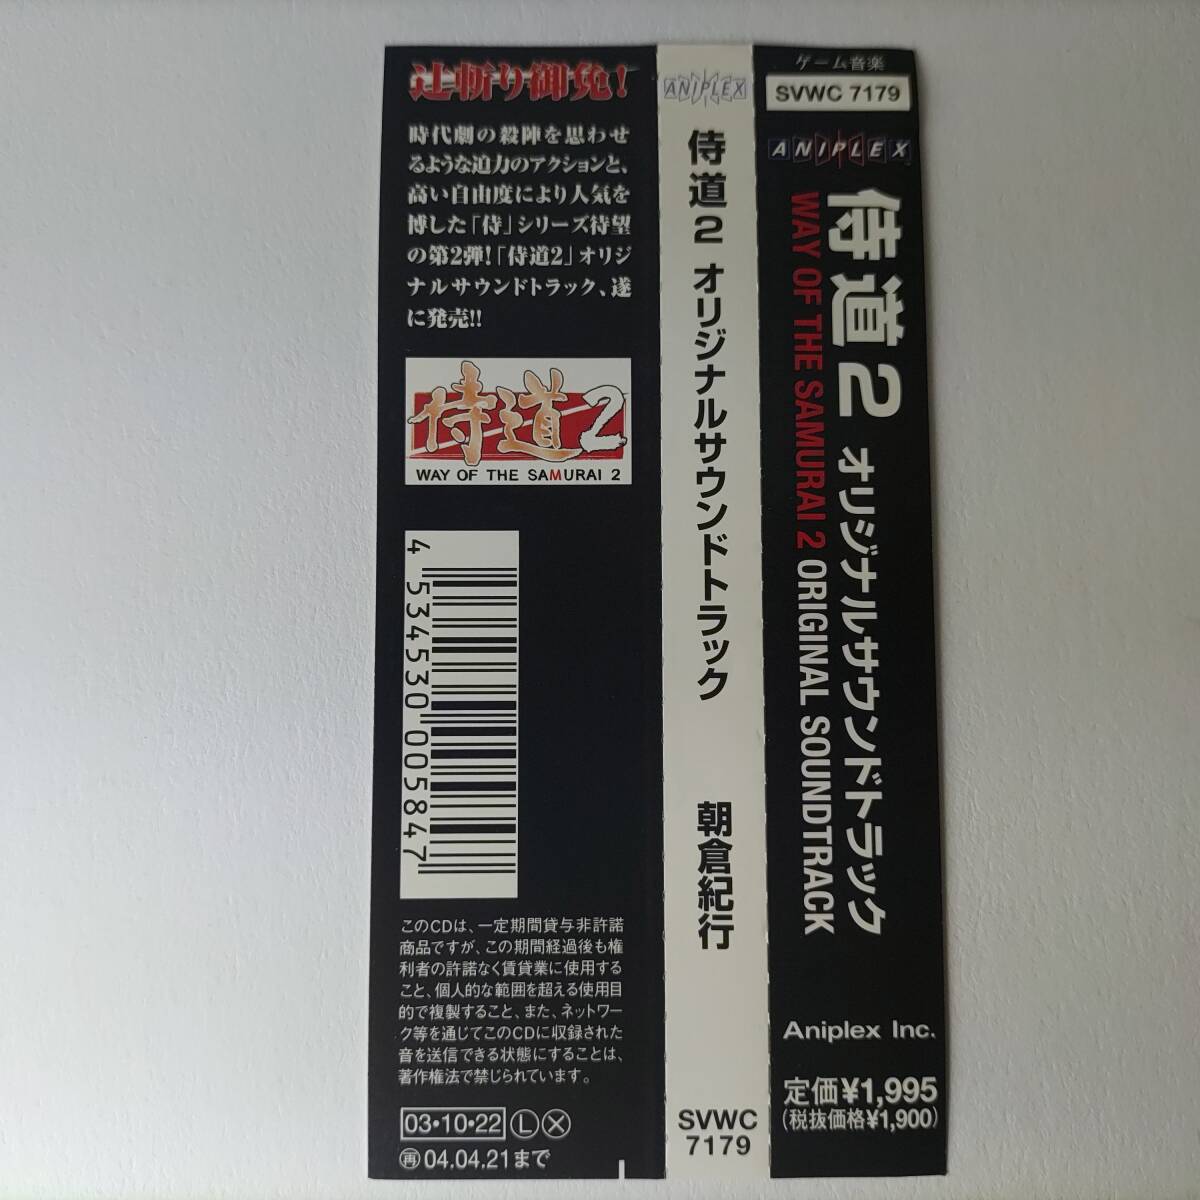 辻斬り御免!
時代劇の殺陣を思わせ
るような迫力のアクションと、
高い自由度により人気を
博した「侍」シリーズ待望
の第2弾!「侍道2」オリジ
ナルサウンドトラック、遂
に発売!!
侍道2
WAY OF THE SAMURAI 2
4 534530 005847
このCDは、一定期間貸与非許諾
商品ですが、この期間経過後も権
利者の許諾なく賃貸業に使用する
こと、個人的な範囲を超える使用目
的で複製すること、また、ネットワー
ク等を通じてこのCDに収録された
音を送信できる状態にすることは、
著作権法で禁じられています。
03・10・22 Ⓛ Ⓧ
㊢04.04.21まで
ANIPLEX
侍道2 オリジナルサウンドトラック 朝倉紀行
SVWC
7179
ゲーム音楽
SVWC 7179
ANIPLEX
侍道2 オリジナルサウンドトラック
WAY OF THE SAMURAI 2 ORIGINAL SOUNDTRACK
Aniplex Inc.
定価¥1,995
(税抜価格¥1,900)